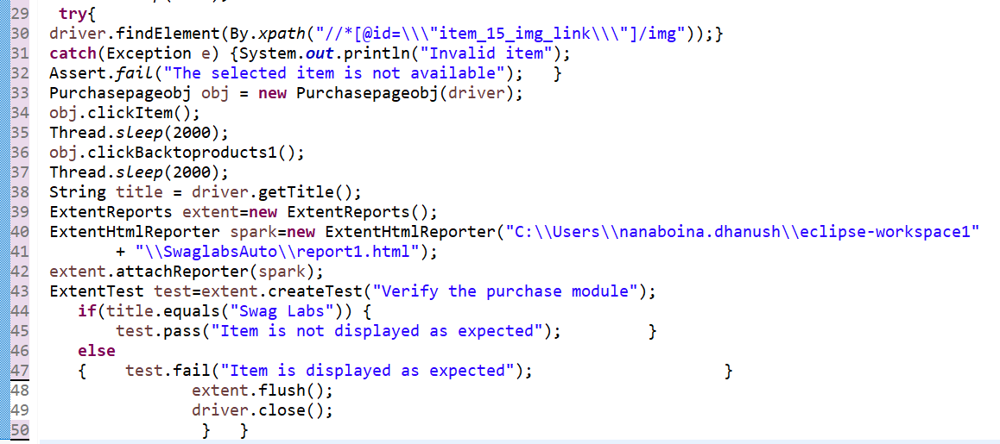 29 try{
30 driver.findElement(By.xpath("//*[@id=\\\"item_15_img_link\\\"]/img"));}
31 catch(Exception e) {System.out.println("Invalid item");
32 Assert.fail("The selected item is not available"); }
33 Purchasepageobj obj = new Purchasepageobj(driver);
34 obj.clickItem();
35 Thread.sleep(2000);
36 obj.clickBacktoproducts1();
37 Thread.sleep(2000);
38 String title = driver.getTitle();
39 ExtentReports extent=new ExtentReports();
40 ExtentHtmlReporter spark=new ExtentHtmlReporter("C:\\Users\\nanaboina.dhanush\\eclipse-workspace1"
41 + "\\SwaglabsAuto\\report1.html");
42 extent.attachReporter(spark);
43 ExtentTest test=extent.createTest("Verify the purchase module");
44 if(title.equals("Swag Labs")) {
45 test.pass("Item is not displayed as expected"); }
46 else
47 { test.fail("Item is displayed as expected"); }
48 extent.flush();
49 driver.close();
50 } }